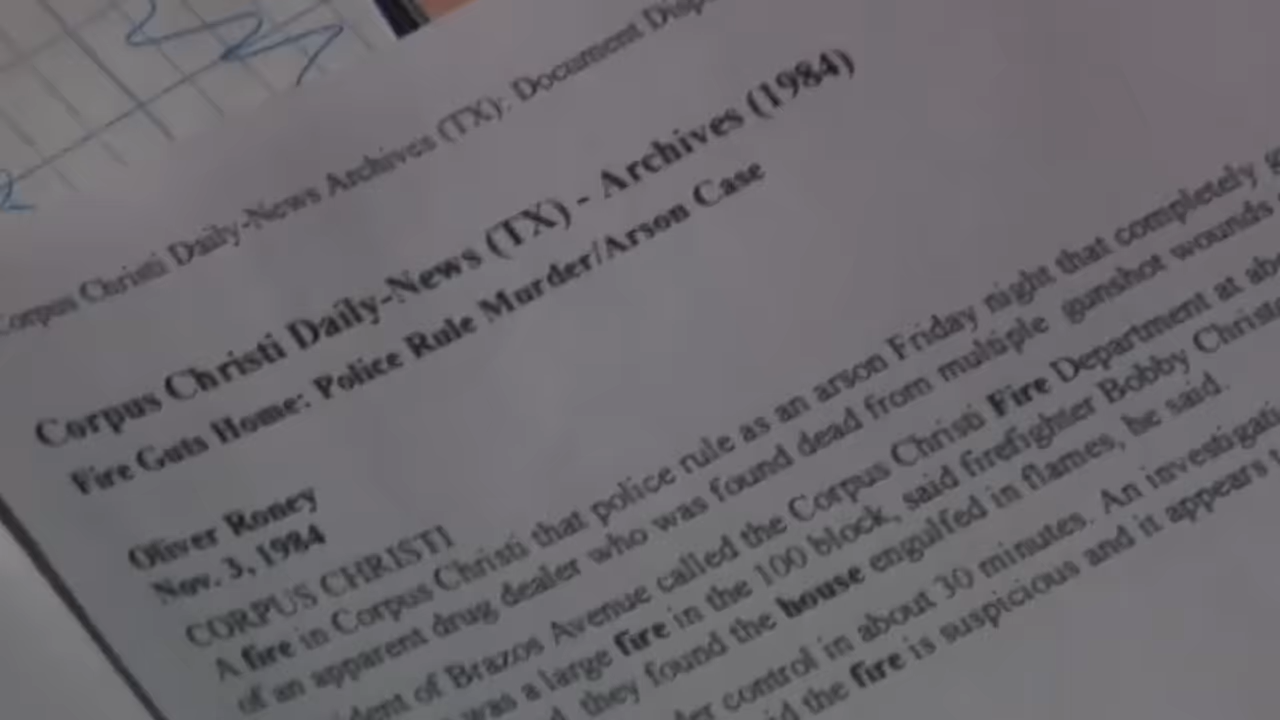 Corpus Christi Daily-News Archives (TX): Document
Corpus Christi Daily-News (TX) - Archives (1984)
Fire Guts Home: Police Rule Murder/Arson Case
Oliver Roney
Nov. 3, 1984
CORPUS CHRISTI
A fire in Corpus Christi that police rule as an arson Friday night that completely
of an apparent drug dealer who was found dead from multiple gunshot wounds
of Brazos Avenue called the Corpus Christi Fire Department at
was a large fire in the 100 block, said firefighter Bobby
they found the house engulfed in flames, he said.
control in about 30 minutes. An
the fire is suspicious and it appears